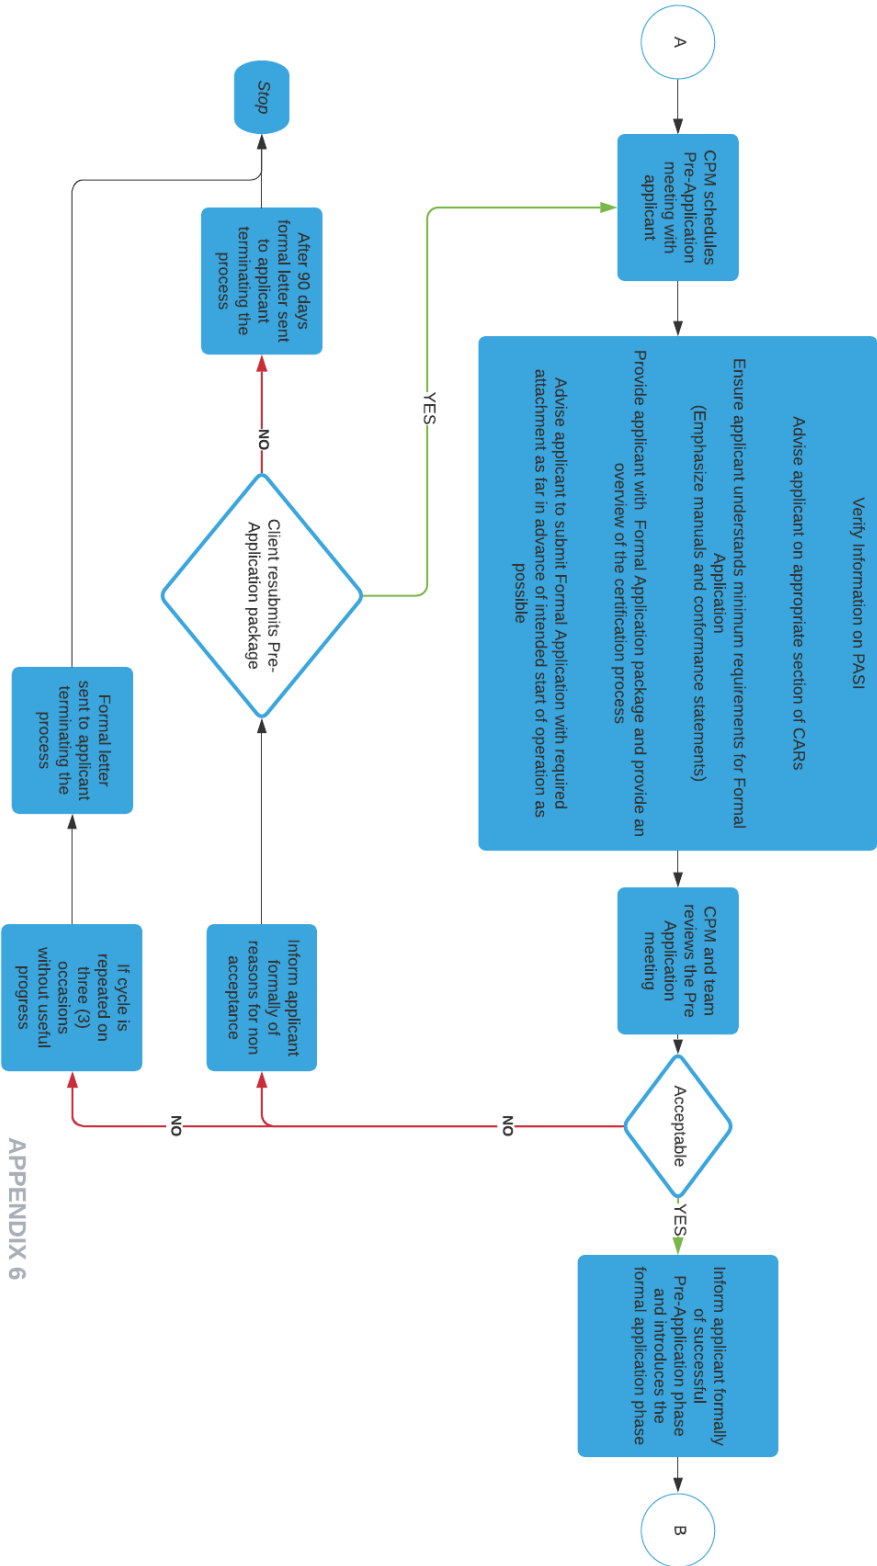 A
CPM schedules
Pre-Application
meeting with
applicant
Verify Information on PASI
Advise applicant on appropriate section of CARs
Ensure applicant understands minimum requirements for Formal
Application
(Emphasize manuals and conformance statements)
Provide applicant with Formal Application package and provide an
overview of the certification process
Advise applicant to submit Formal Application with required
attachment as far in advance of intended start of operation as
possible
CPM and team
reviews the Pre
Application
meeting
Acceptable
YES
Inform applicant formally
of successful
Pre-Application phase
and introduces the
formal application phase
B
NO
YES
Stop
After 90 days
formal letter sent
to applicant
terminating the
process
NO
Client resubmits Pre-
Application package
Inform applicant
formally of
reasons for non
acceptance
NO
Formal letter
sent to applicant
terminating the
process
If cycle is
repeated on
three (3)
occasions
without useful
progress
APPENDIX 6